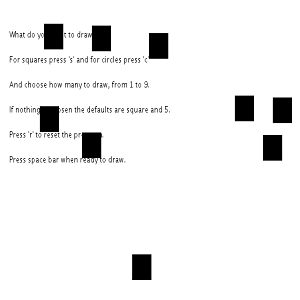 What do yo t to draw
For squares press 's' and for circles press 'c
And choose how many to draw, from 1 to 9.
If nothing osen the defaults are square and 5.
Press 'r' to reset the pr
Press space bar when ready to draw.